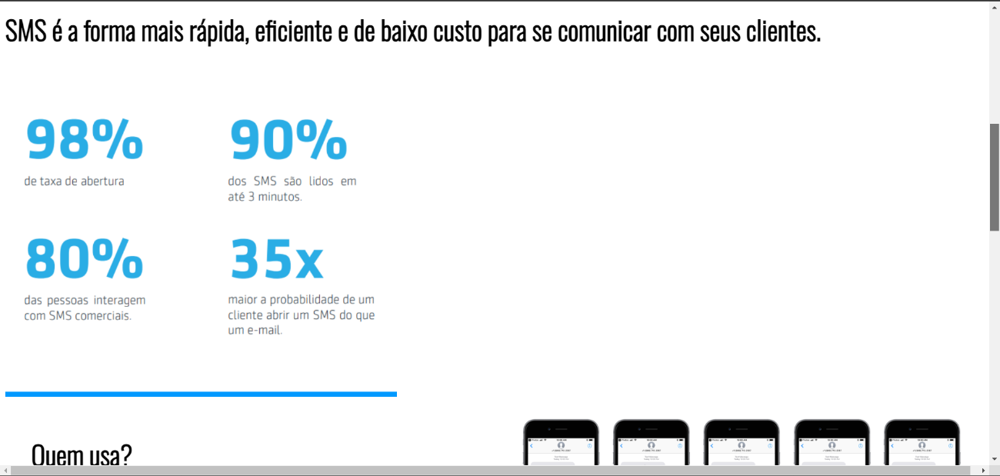 SMS é a forma mais rápida, eficiente e de baixo custo para se comunicar com seus clientes.
98%
de taxa de abertura
90%
dos SMS são lidos em
até 3 minutos.
80%
das pessoas interagem
com SMS comerciais.
35x
maior a probabilidade de um
cliente abrir um SMS do que
um e-mail.
Quem usa?